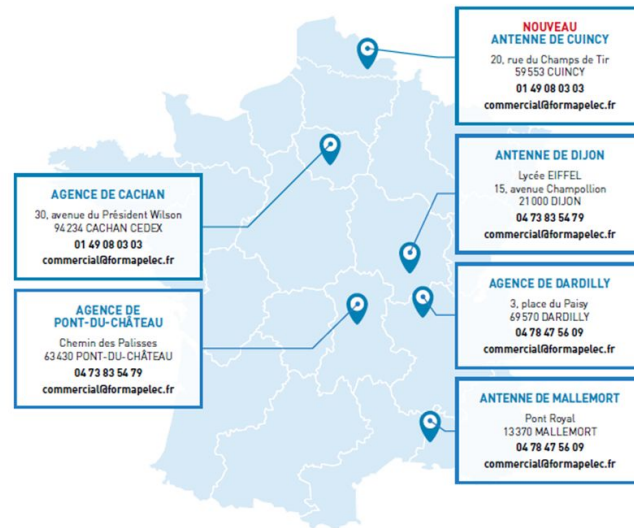 NOUVEAU
ANTENNE DE CUINCY
20, rue du Champs de Tir
59553 CUINCY
01 49 08 03 03
commercial@formapelec.fr
ANTENNE DE DIJON
Lycée EIFFEL
15, avenue Champollion
21000 DIJON
04 73 83 54 79
commercial@formapelec.fr
AGENCE DE CACHAN
30, avenue du Président Wilson
94234 CACHAN CEDEX
01 49 08 03 03
commercial@formapelec.fr
AGENCE DE DARDILLY
3, place du Paisy
69570 DARDILLY
04 78 47 56 09
commercial@formapelec.fr
AGENCE DE
PONT-DU-CHÂTEAU
Chemin des Palisses
63430 PONT-DU-CHÂTEAU
04 73 83 54 79
commercial@formapelec.fr
ANTENNE DE MALLEMORT
Pont Royal
13370 MALLEMORT
04 78 47 56 09
commercial@formapelec.fr